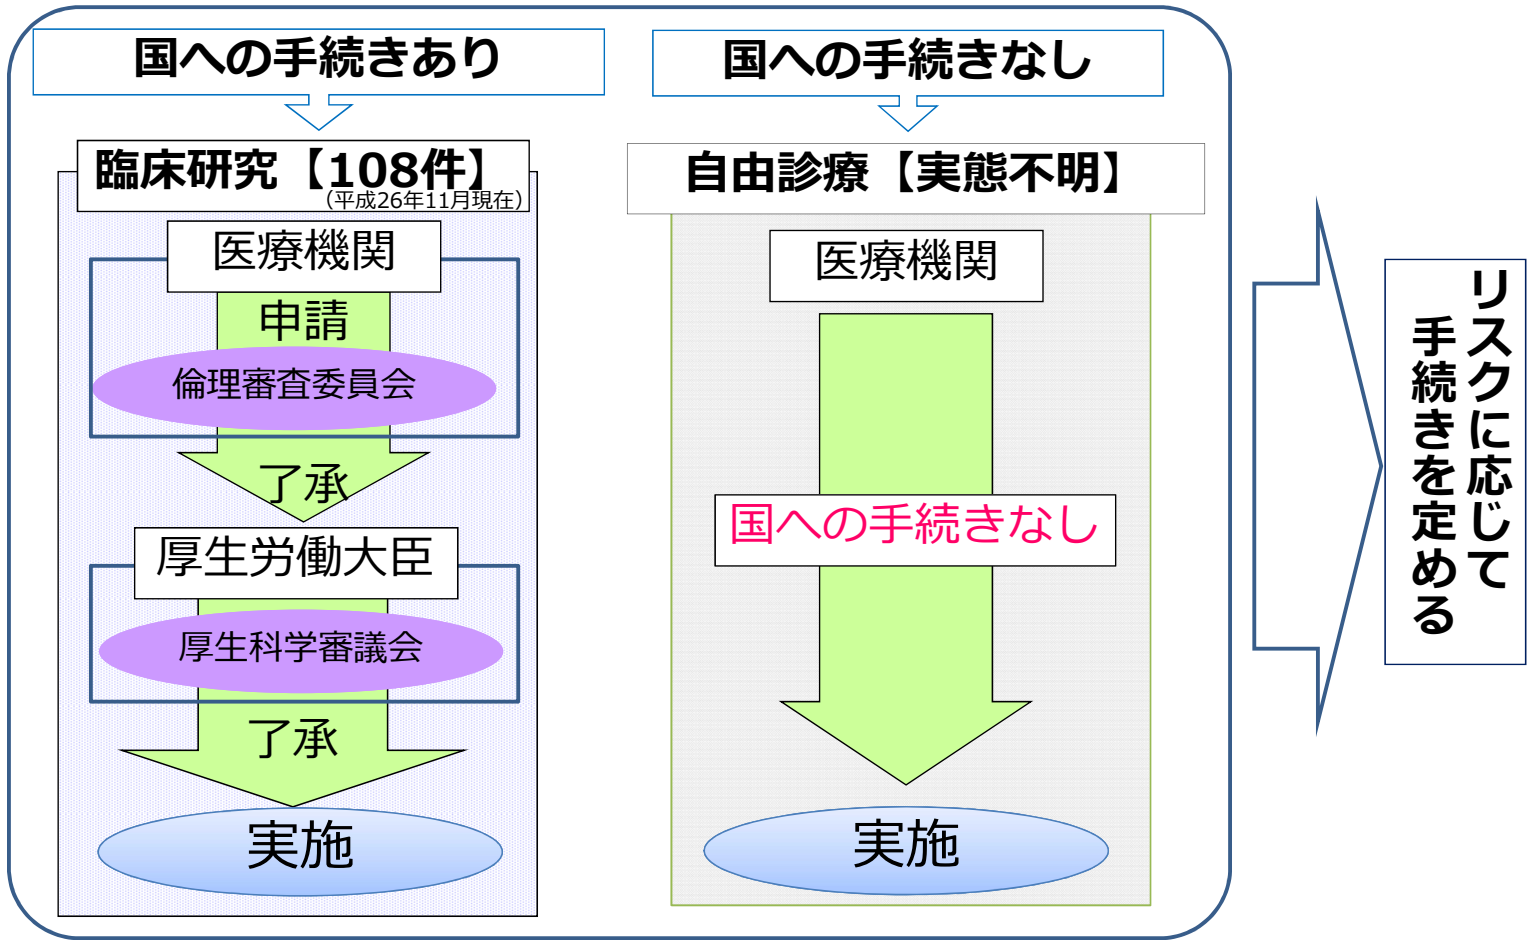 国への手続きあり
臨床研究【108件】
（平成26年11月現在）
医療機関
申請
倫理審査委員会
了承
厚生労働大臣
厚生科学審議会
了承
実施
国への手続きなし
自由診療【実態不明】
医療機関
国への手続きなし
実施
リスクに応じて
手続きを定める